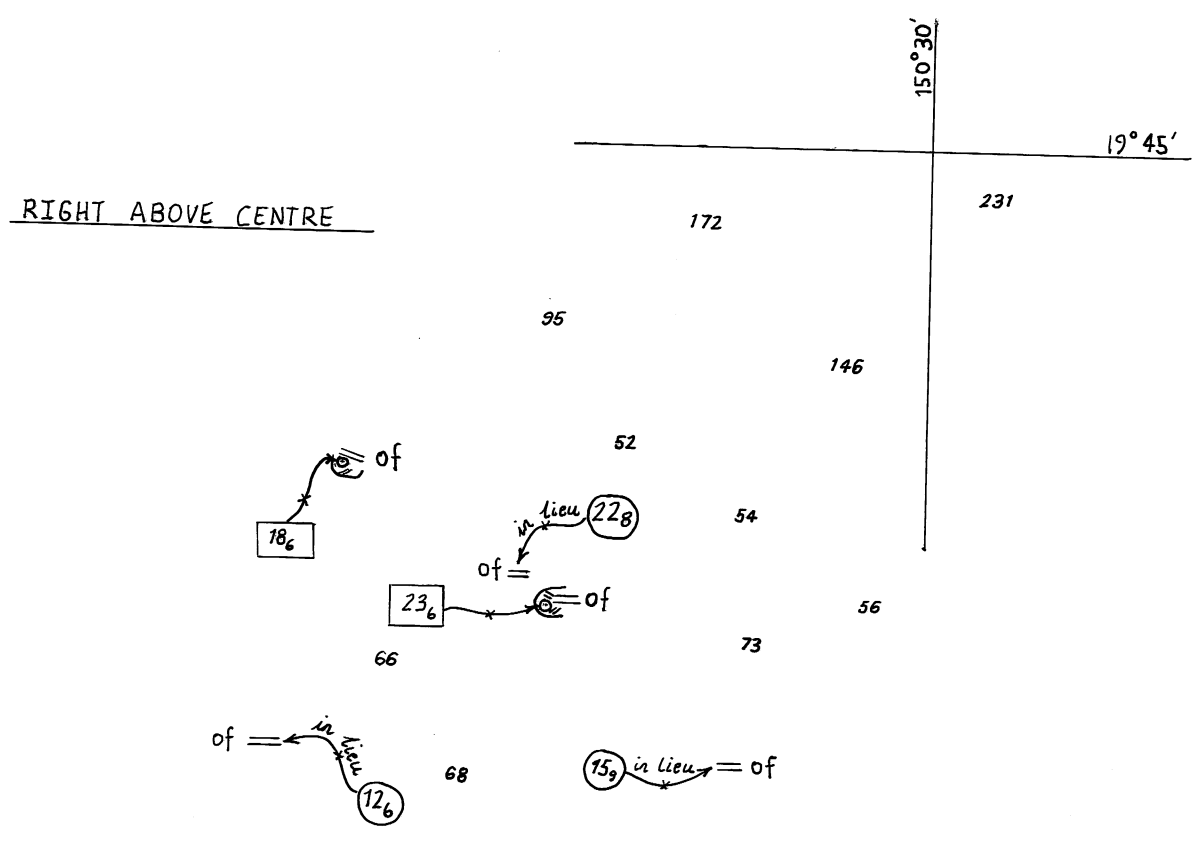 150°30′
19°45′
231
RIGHT ABOVE CENTRE
172
95
146
52
of
22₈
in lieu
54
18₆
of
23₆
of
56
73
66
in lieu
of
15₉ in lieu of
68
12₆